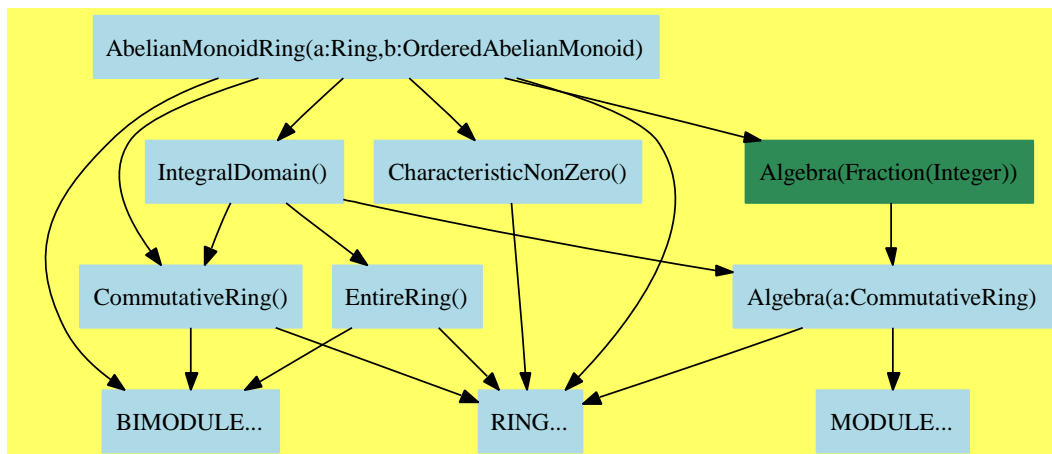 AbelianMonoidRing(a:Ring,b:OrderedAbelianMonoid)
IntegralDomain()
CharacteristicNonZero()
Algebra(Fraction(Integer))
CommutativeRing()
EntireRing()
Algebra(a:CommutativeRing)
BIMODULE...
RING...
MODULE...